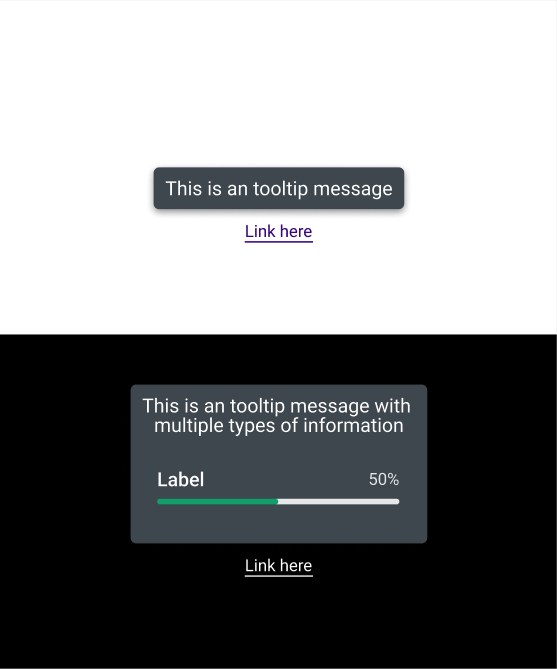 This is an tooltip message
Link here
This is an tooltip message with
multiple types of information
Label 50%
Link here